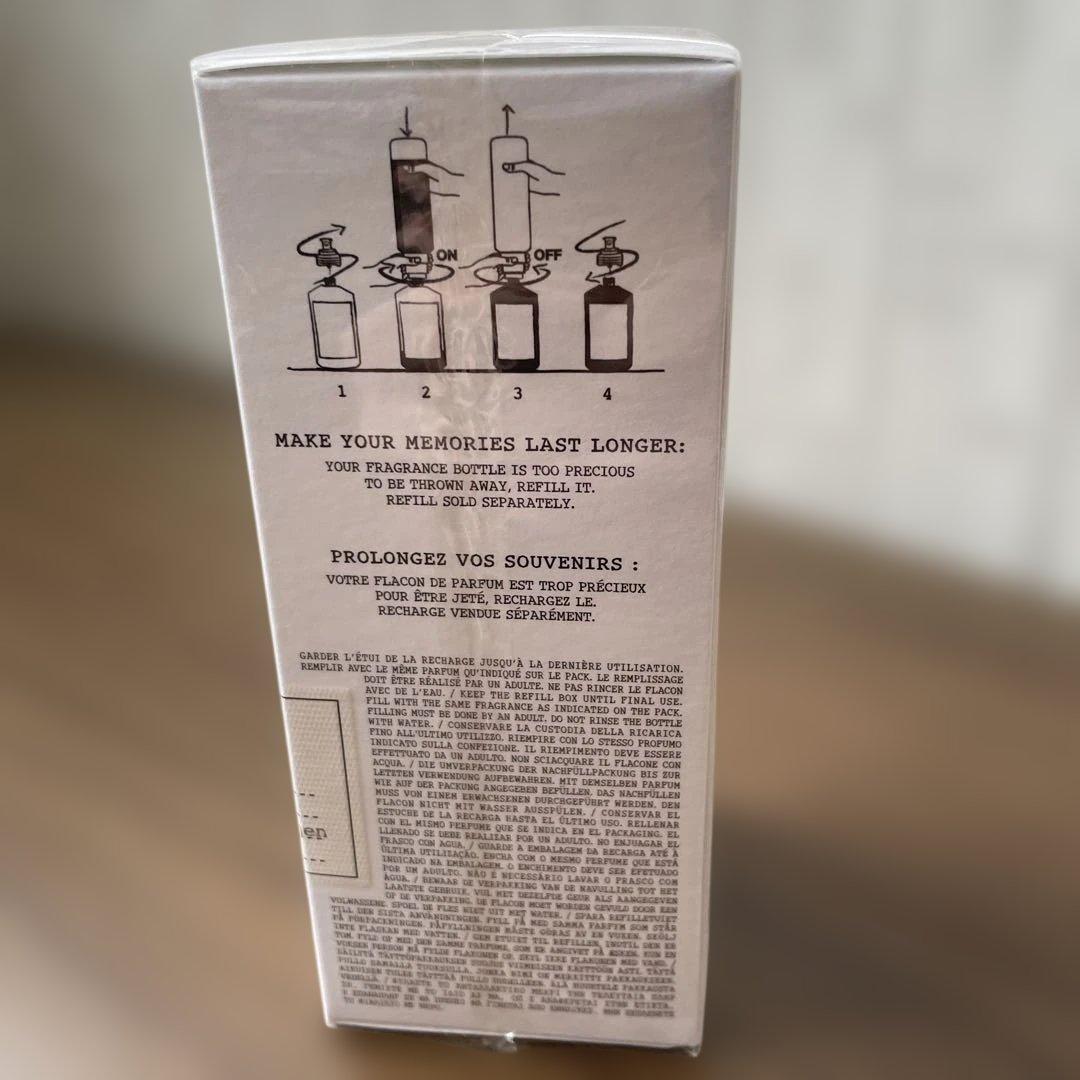 ON OFF
1 2 3 4
MAKE YOUR MEMORIES LAST LONGER:
YOUR FRAGRANCE BOTTLE IS TOO PRECIOUS
TO BE THROWN AWAY, REFILL IT.
REFILL SOLD SEPARATELY.
PROLONGEZ VOS SOUVENIRS :
VOTRE FLACON DE PARFUM EST TROP PRÉCIEUX
POUR ÊTRE JETÉ, RECHARGEZ LE.
RECHARGE VENDUE SÉPARÉMENT.
GARDER L'ÉTUI DE LA RECHARGE JUSQU'À LA DERNIÈRE UTILISATION.
REMPLIR AVEC LE MÊME PARFUM QU'INDIQUÉ SUR LE PACK. LE REMPLISSAGE
DOIT ÊTRE RÉALISÉ PAR UN ADULTE. NE PAS RINCER LE FLACON
AVEC DE L'EAU. / KEEP THE REFILL BOX UNTIL FINAL USE.
FILL WITH THE SAME FRAGRANCE AS INDICATED ON THE PACK.
FILLING MUST BE DONE BY AN ADULT. DO NOT RINSE THE BOTTLE
WITH WATER. / CONSERVARE LA CUSTODIA DELLA RICARICA
FINO ALL'ULTIMO UTILIZZO. RIEMPIRE CON LO STESSO PROFUMO
INDICATO SULLA CONFEZIONE. IL RIEMPIMENTO DEVE ESSERE
EFFETTUATO DA UN ADULTO. NON SCIACQUARE IL FLACONE CON
ACQUA. / DIE UMVERPACKUNG DER NACHFÜLLPACKUNG BIS ZUR
LETZTEN VERWENDUNG AUFBEWAHREN. MIT DEMSELBEN PARFUM
WIE AUF DER PACKUNG ANGEGEBEN BEFÜLLEN. DAS NACHFÜLLEN
MUSS VON EINEM ERWACHSENEN DURCHGEFÜHRT WERDEN. DEN
FLACON NICHT MIT WASSER AUSSPÜLEN. / CONSERVAR EL
ESTUCHE DE LA RECARGA HASTA EL ÚLTIMO USO. RELLENAR
CON EL MISMO PERFUME QUE SE INDICA EN EL PACKAGING. EL
LLENADO SE DEBE REALIZAR POR UN ADULTO. NO ENJUAGAR EL
FRASCO CON AGUA. / GUARDE A EMBALAGEM DA RECARGA ATÉ À
ÚLTIMA UTILIZAÇÃO. ENCHA COM O MESMO PERFUME QUE ESTÁ
INDICADO NA EMBALAGEM. O ENCHIMENTO DEVE SER EFETUADO
POR UM ADULTO. NÃO É NECESSÁRIO LAVAR O FRASCO COM
ÁGUA. / BEWAAR DE VERPAKKING VAN DE NAVULLING TOT HET
LAATSTE GEBRUIK. VUL MET DEZELFDE GEUR ALS AANGEGEVEN
OP DE VERPAKKING. DE FLACON MOET WORDEN GEVULD DOOR EEN
VOLWASSENE. SPOEL DE FLES NIET UIT MET WATER. / SPARA REFILLETUIET
TILL DEN SISTA ANVÄNDNINGEN. FYLL PÅ MED SAMMA PARFYM SOM STÅR
PÅ FÖRPACKNINGEN. PÅFYLLNINGEN MÅSTE GÖRAS AV EN VUXEN. SKÖLJ
INTE FLASKAN MED VATTEN. / GEM ETUIET TIL REFILLEN, INDTIL DEN ER